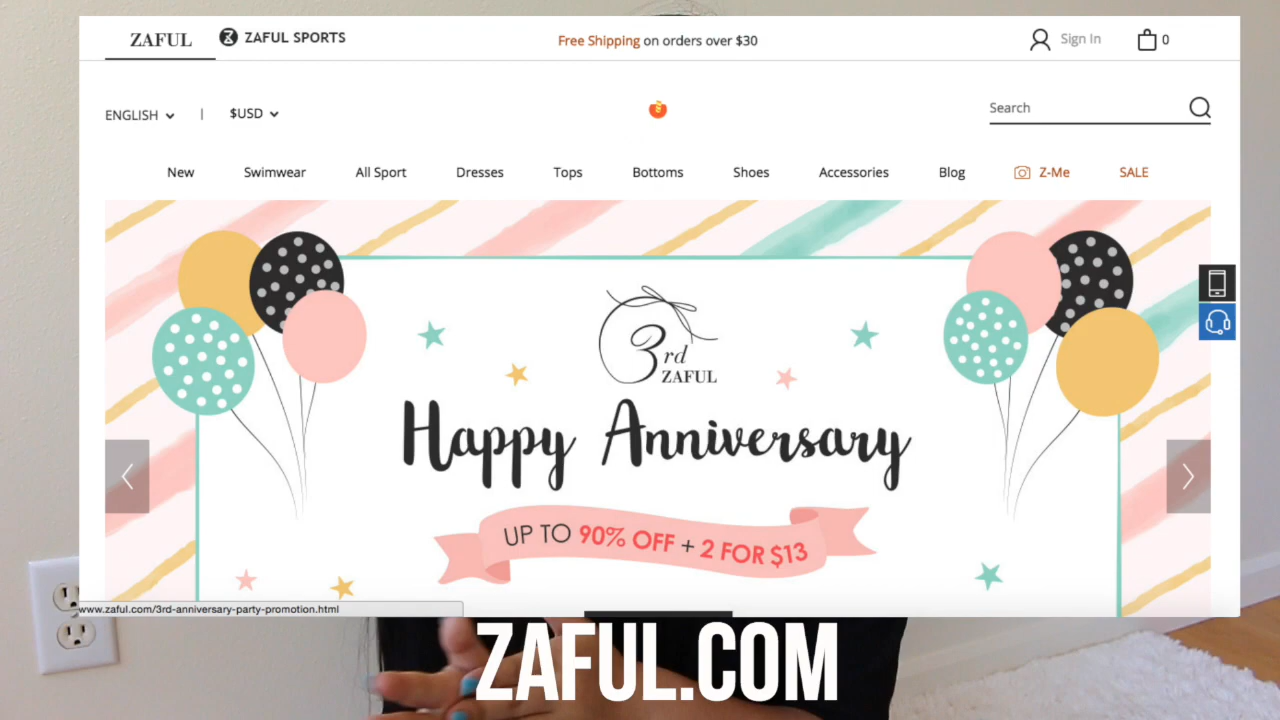 ZAFUL ZAFUL SPORTS Free Shipping on orders over $30 Sign In 0
ENGLISH | $USD Search
New Swimwear All Sport Dresses Tops Bottoms Shoes Accessories Blog Z-Me SALE
3rd
ZAFUL
Happy Anniversary
UP TO 90% OFF + 2 FOR $13
www.zaful.com/3rd-anniversary-party-promotion.html
ZAFUL.COM